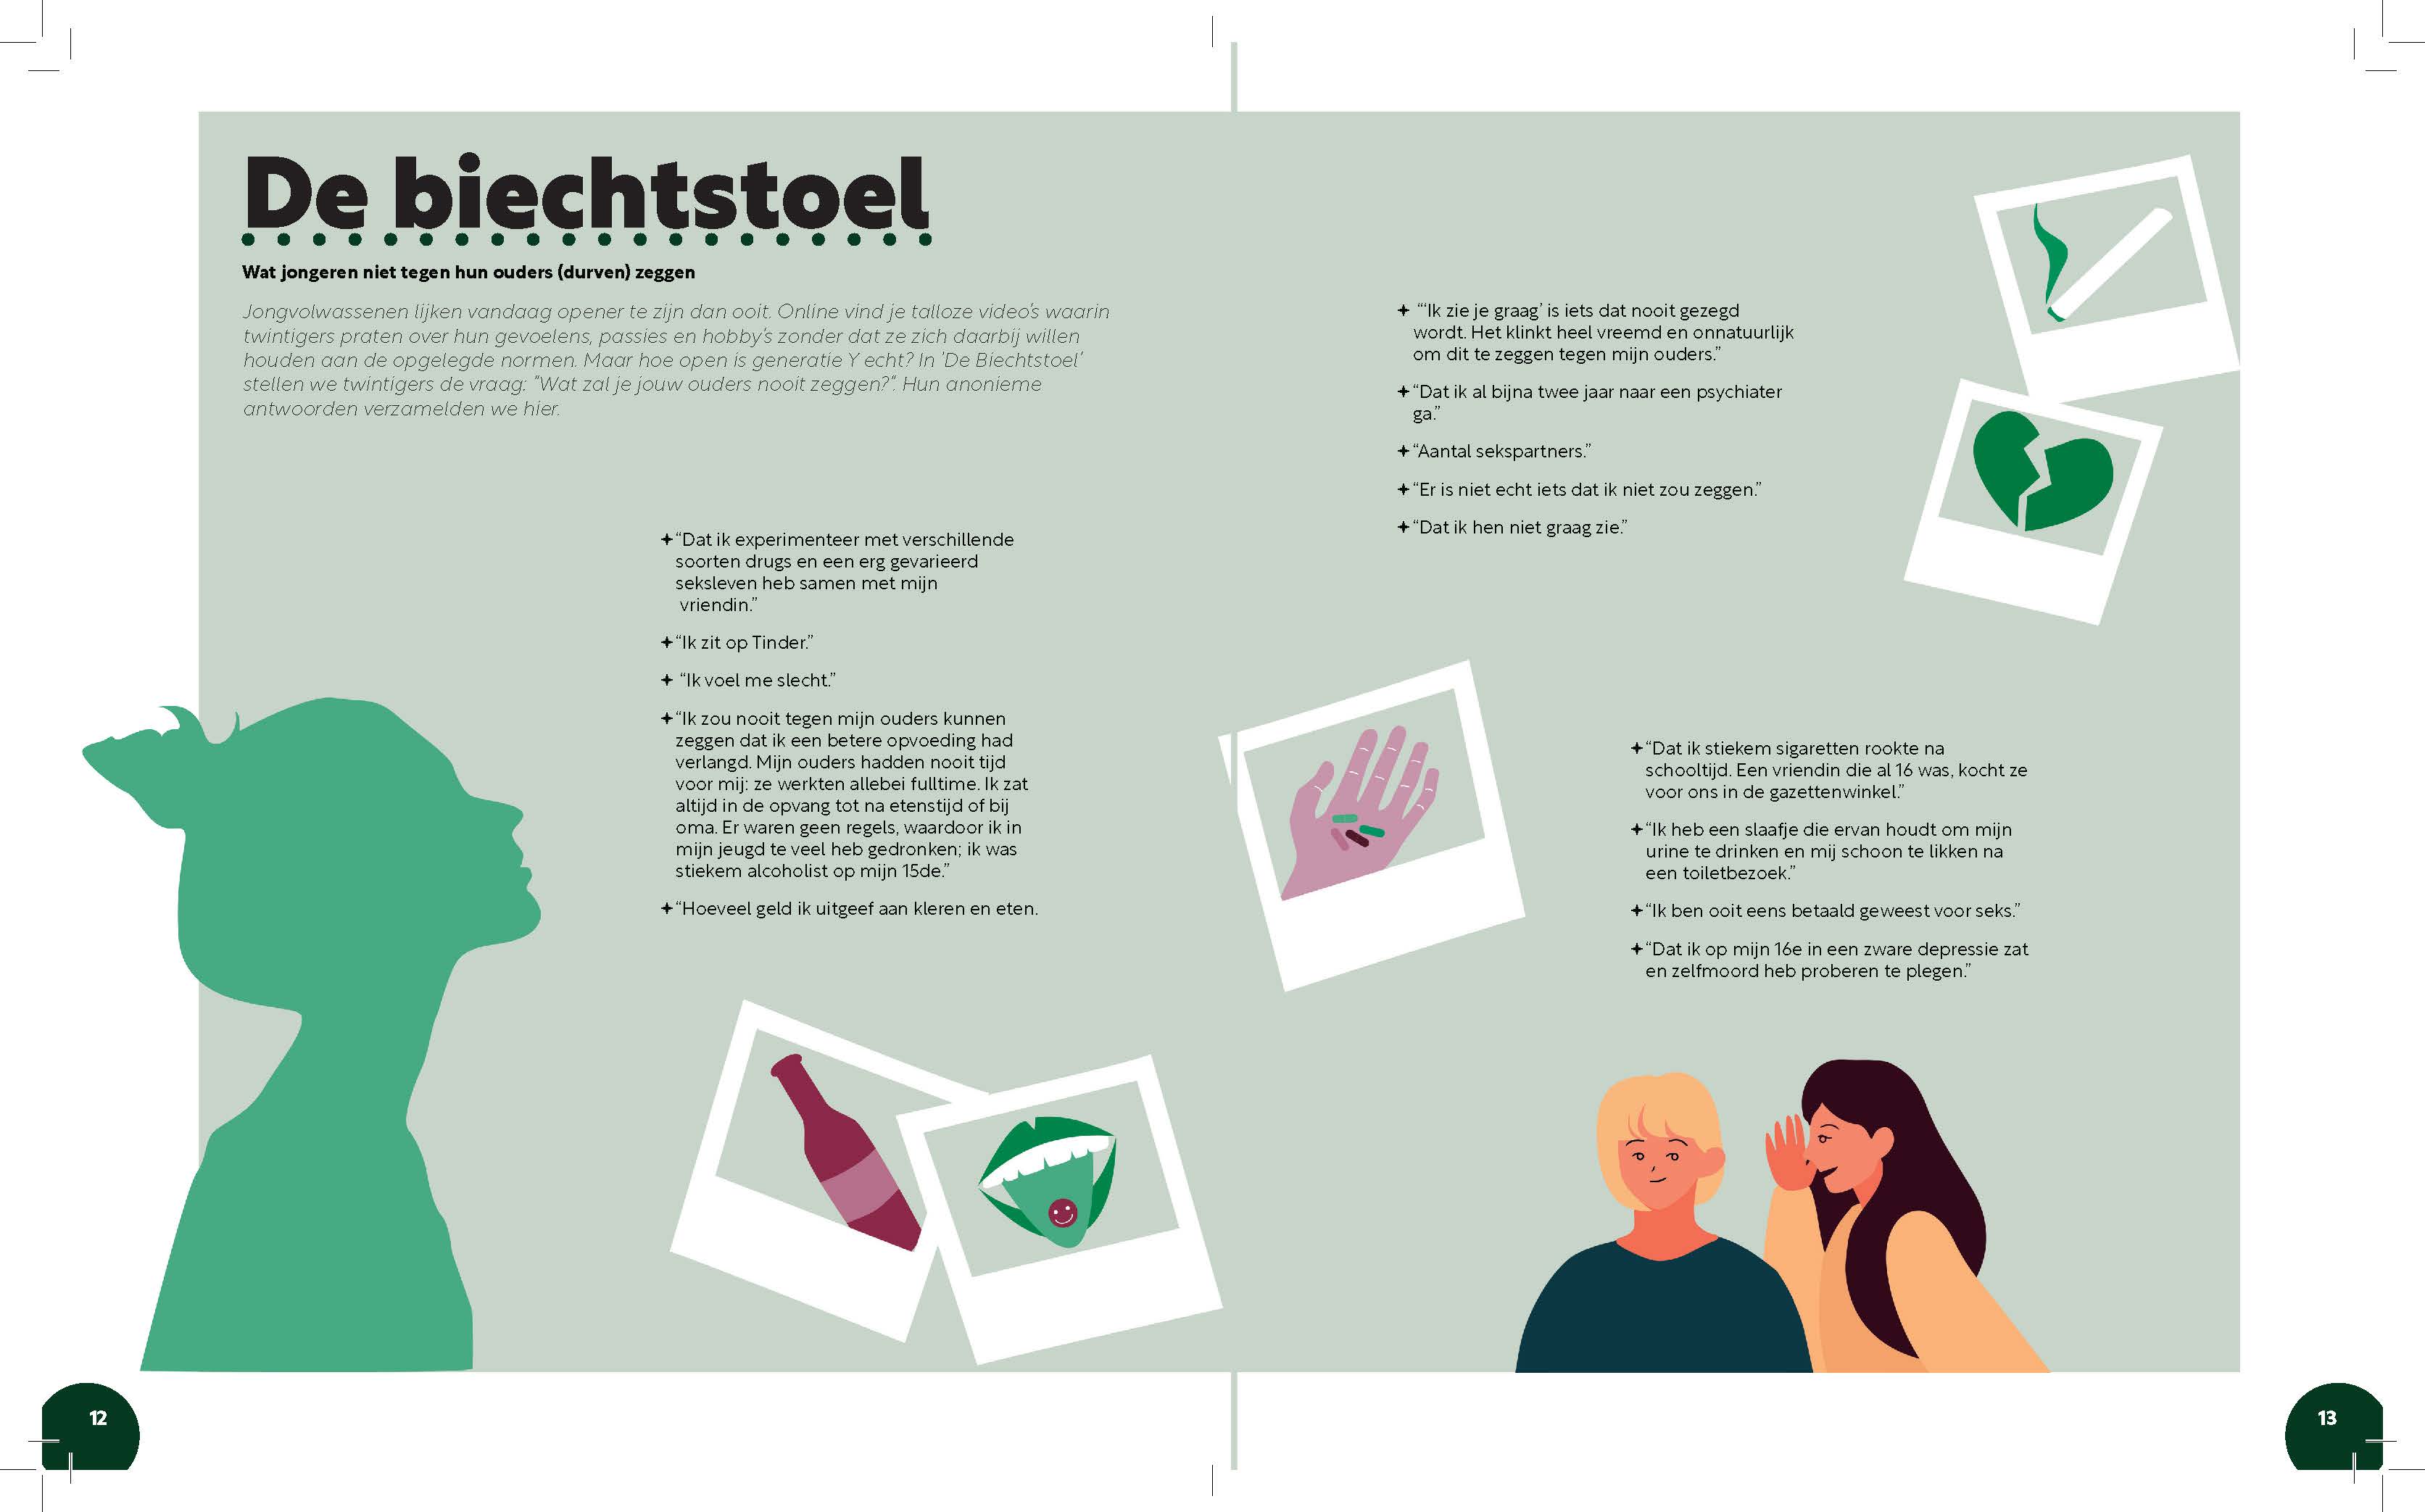 De biechtstoel
Wat jongeren niet tegen hun ouders (durven) zeggen
Jongvolwassenen lijken vandaag opener te zijn dan ooit. Online vind je talloze video's waarin
twintigers praten over hun gevoelens, passies en hobby's zonder dat ze zich daarbij willen
houden aan de opgelegde normen. Maar hoe open is generatie Y echt? In 'De Biechtstoel'
stellen we twintigers de vraag: "Wat zal je jouw ouders nooit zeggen?". Hun anonieme
antwoorden verzamelden we hier.
“Dat ik experimenteer met verschillende
soorten drugs en een erg gevarieerd
seksleven heb samen met mijn
vriendin.”
“Ik zit op Tinder.”
“Ik voel me slecht.”
“Ik zou nooit tegen mijn ouders kunnen
zeggen dat ik een betere opvoeding had
verlangd. Mijn ouders hadden nooit tijd
voor mij: ze werkten allebei fulltime. Ik zat
altijd in de opvang tot na etenstijd of bij
oma. Er waren geen regels, waardoor ik in
mijn jeugd te veel heb gedronken; ik was
stiekem alcoholist op mijn 15de.”
“Hoeveel geld ik uitgeef aan kleren en eten.
“‘Ik zie je graag’ is iets dat nooit gezegd
wordt. Het klinkt heel vreemd en onnatuurlijk
om dit te zeggen tegen mijn ouders.”
“Dat ik al bijna twee jaar naar een psychiater
ga.”
“Aantal sekspartners.”
“Er is niet echt iets dat ik niet zou zeggen.”
“Dat ik hen niet graag zie.”
“Dat ik stiekem sigaretten rookte na
schooltijd. Een vriendin die al 16 was, kocht ze
voor ons in de gazettenwinkel.”
“Ik heb een slaafje die ervan houdt om mijn
urine te drinken en mij schoon te likken na
een toiletbezoek.”
“Ik ben ooit eens betaald geweest voor seks.”
“Dat ik op mijn 16e in een zware depressie zat
en zelfmoord heb proberen te plegen.”
12
13